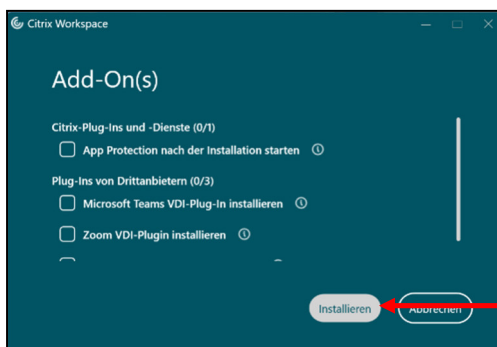 Citrix Workspace
Add-On(s)
Citrix-Plug-Ins und -Dienste (0/1)
App Protection nach der Installation starten
Plug-Ins von Drittanbietern (0/3)
Microsoft Teams VDI-Plug-In installieren
Zoom VDI-Plugin installieren
Installieren
Abbrechen